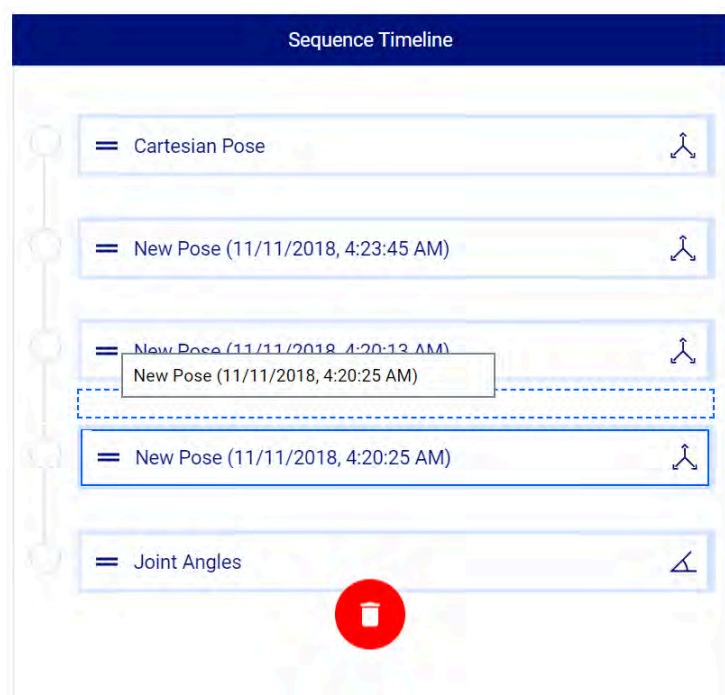 Sequence Timeline
Cartesian Pose
New Pose (11/11/2018, 4:23:45 AM)
New Pose (11/11/2018, 4:20:13 AM)
New Pose (11/11/2018, 4:20:25 AM)
New Pose (11/11/2018, 4:20:25 AM)
Joint Angles